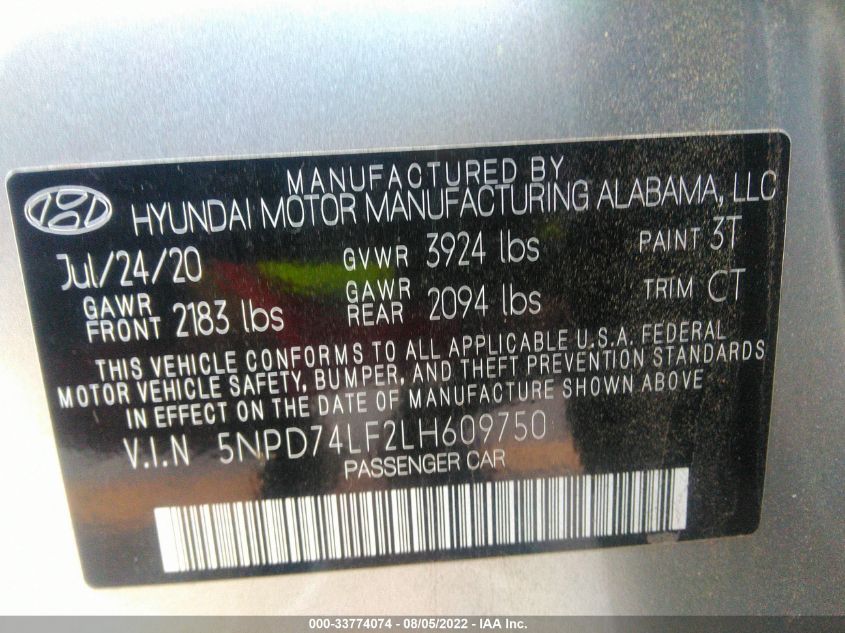 MANUFACTURED BY
HYUNDAI MOTOR MANUFACTURING ALABAMA, LLC
Jul/24/20 GVWR 3924 lbs PAINT 3T
GAWR FRONT 2183 lbs GAWR REAR 2094 lbs TRIM CT
THIS VEHICLE CONFORMS TO ALL APPLICABLE U.S.A. FEDERAL
MOTOR VEHICLE SAFETY, BUMPER, AND THEFT PREVENTION STANDARDS
IN EFFECT ON THE DATE OF MANUFACTURE SHOWN ABOVE
V.I.N 5NPD74LF2LH609750
PASSENGER CAR
000-33774074 - 08/05/2022 - IAA Inc.